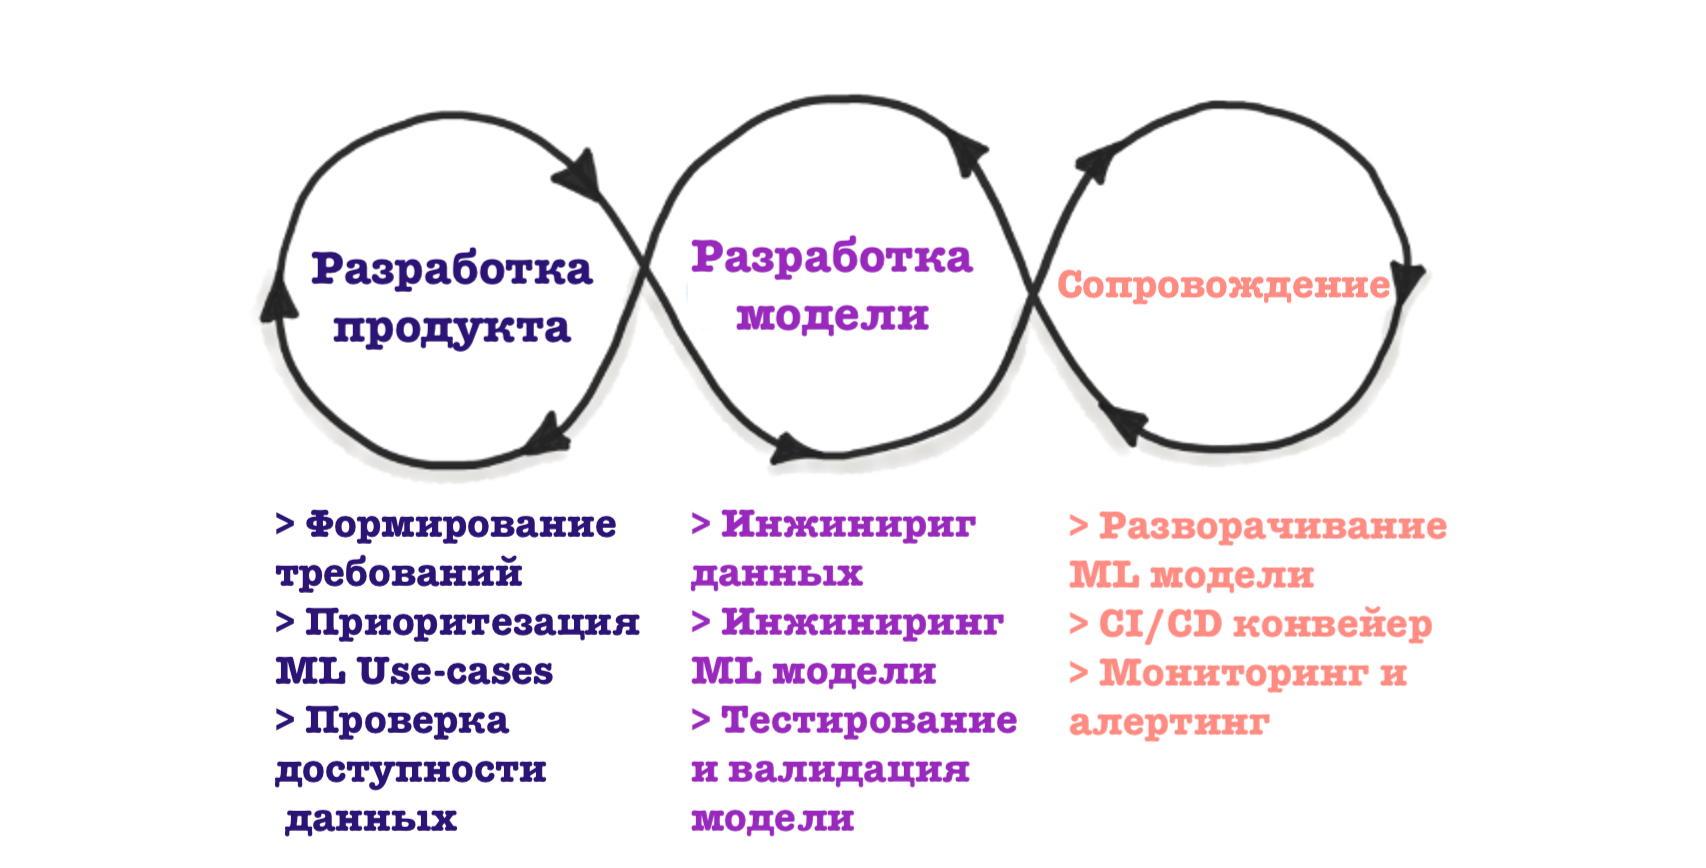 Разработка
продукта
Разработка
модели
Сопровождение
> Формирование
требований
> Приоритезация
ML Use-cases
> Проверка
доступности
данных
> Инжинириг
данных
> Инжиниринг
ML модели
> Тестирование
и валидация
модели
> Разворачивание
ML модели
> CI/CD конвейер
> Мониторинг и
алертинг